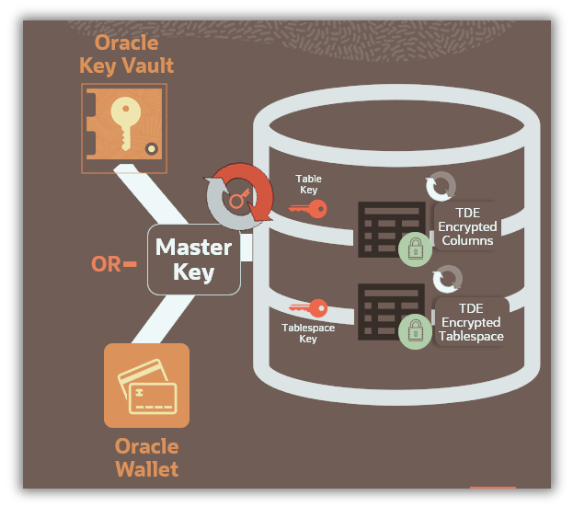 Oracle
Key Vault
Table
Key
TDE
Encrypted
Columns
OR
Master
Key
TDE
Encrypted
Tablespace
Tablespace
Key
Oracle
Wallet